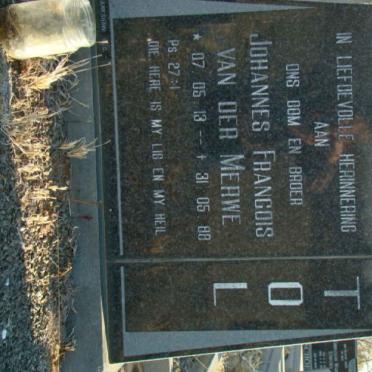 IN LIEFDEVOLLE HERINNERING
AAN
ONS OOM EN BROER
JOHANNES FRANCOIS
VAN DER MERWE
★ 07 05 13 --- † 31 05 88
Ps 27:1
DIE HERE IS MY LIG EN MY HEIL
T
O
L